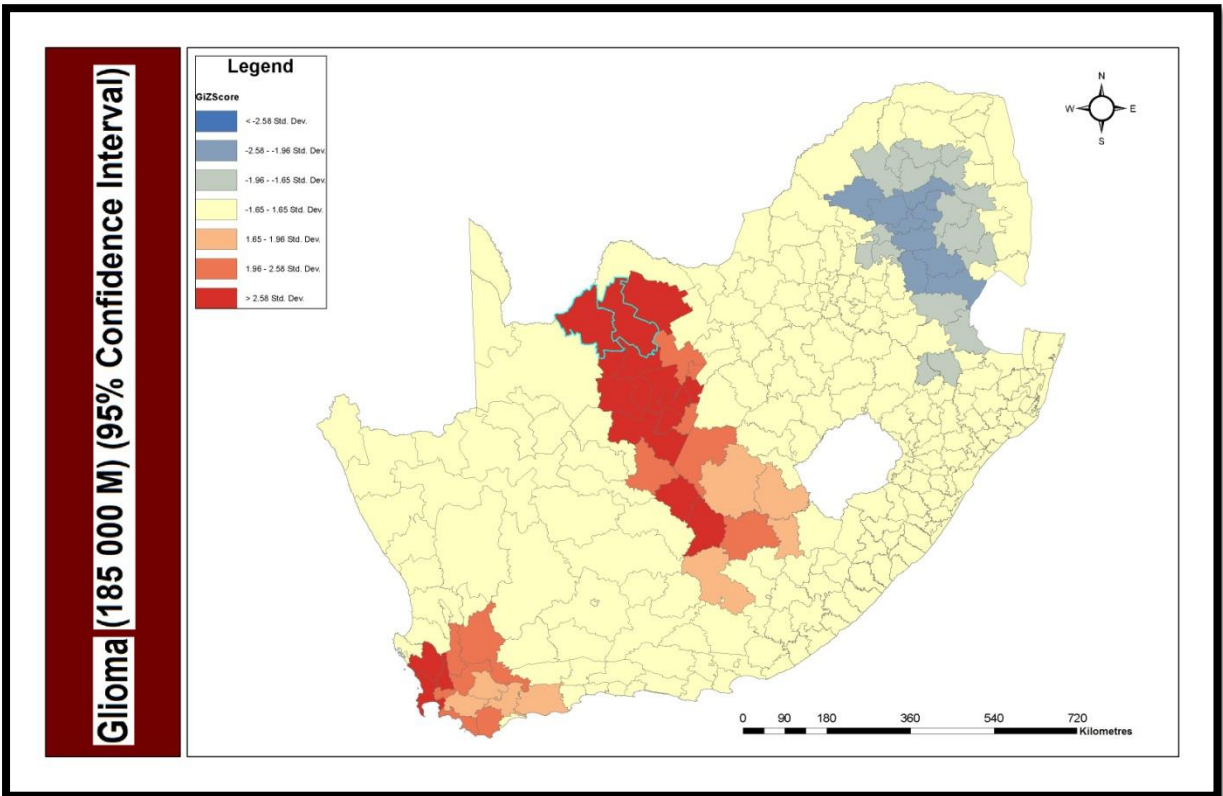 Glioma (185 000 M) (95% Confidence Interval)
Legend
GiZScore
< -2.58 Std. Dev.
-2.58 - -1.96 Std. Dev.
-1.96 - -1.65 Std. Dev.
-1.65 - 1.65 Std. Dev.
1.65 - 1.96 Std. Dev.
1.96 - 2.58 Std. Dev.
> 2.58 Std. Dev.
N
W E
S
0 90 180 360 540 720
Kilometres